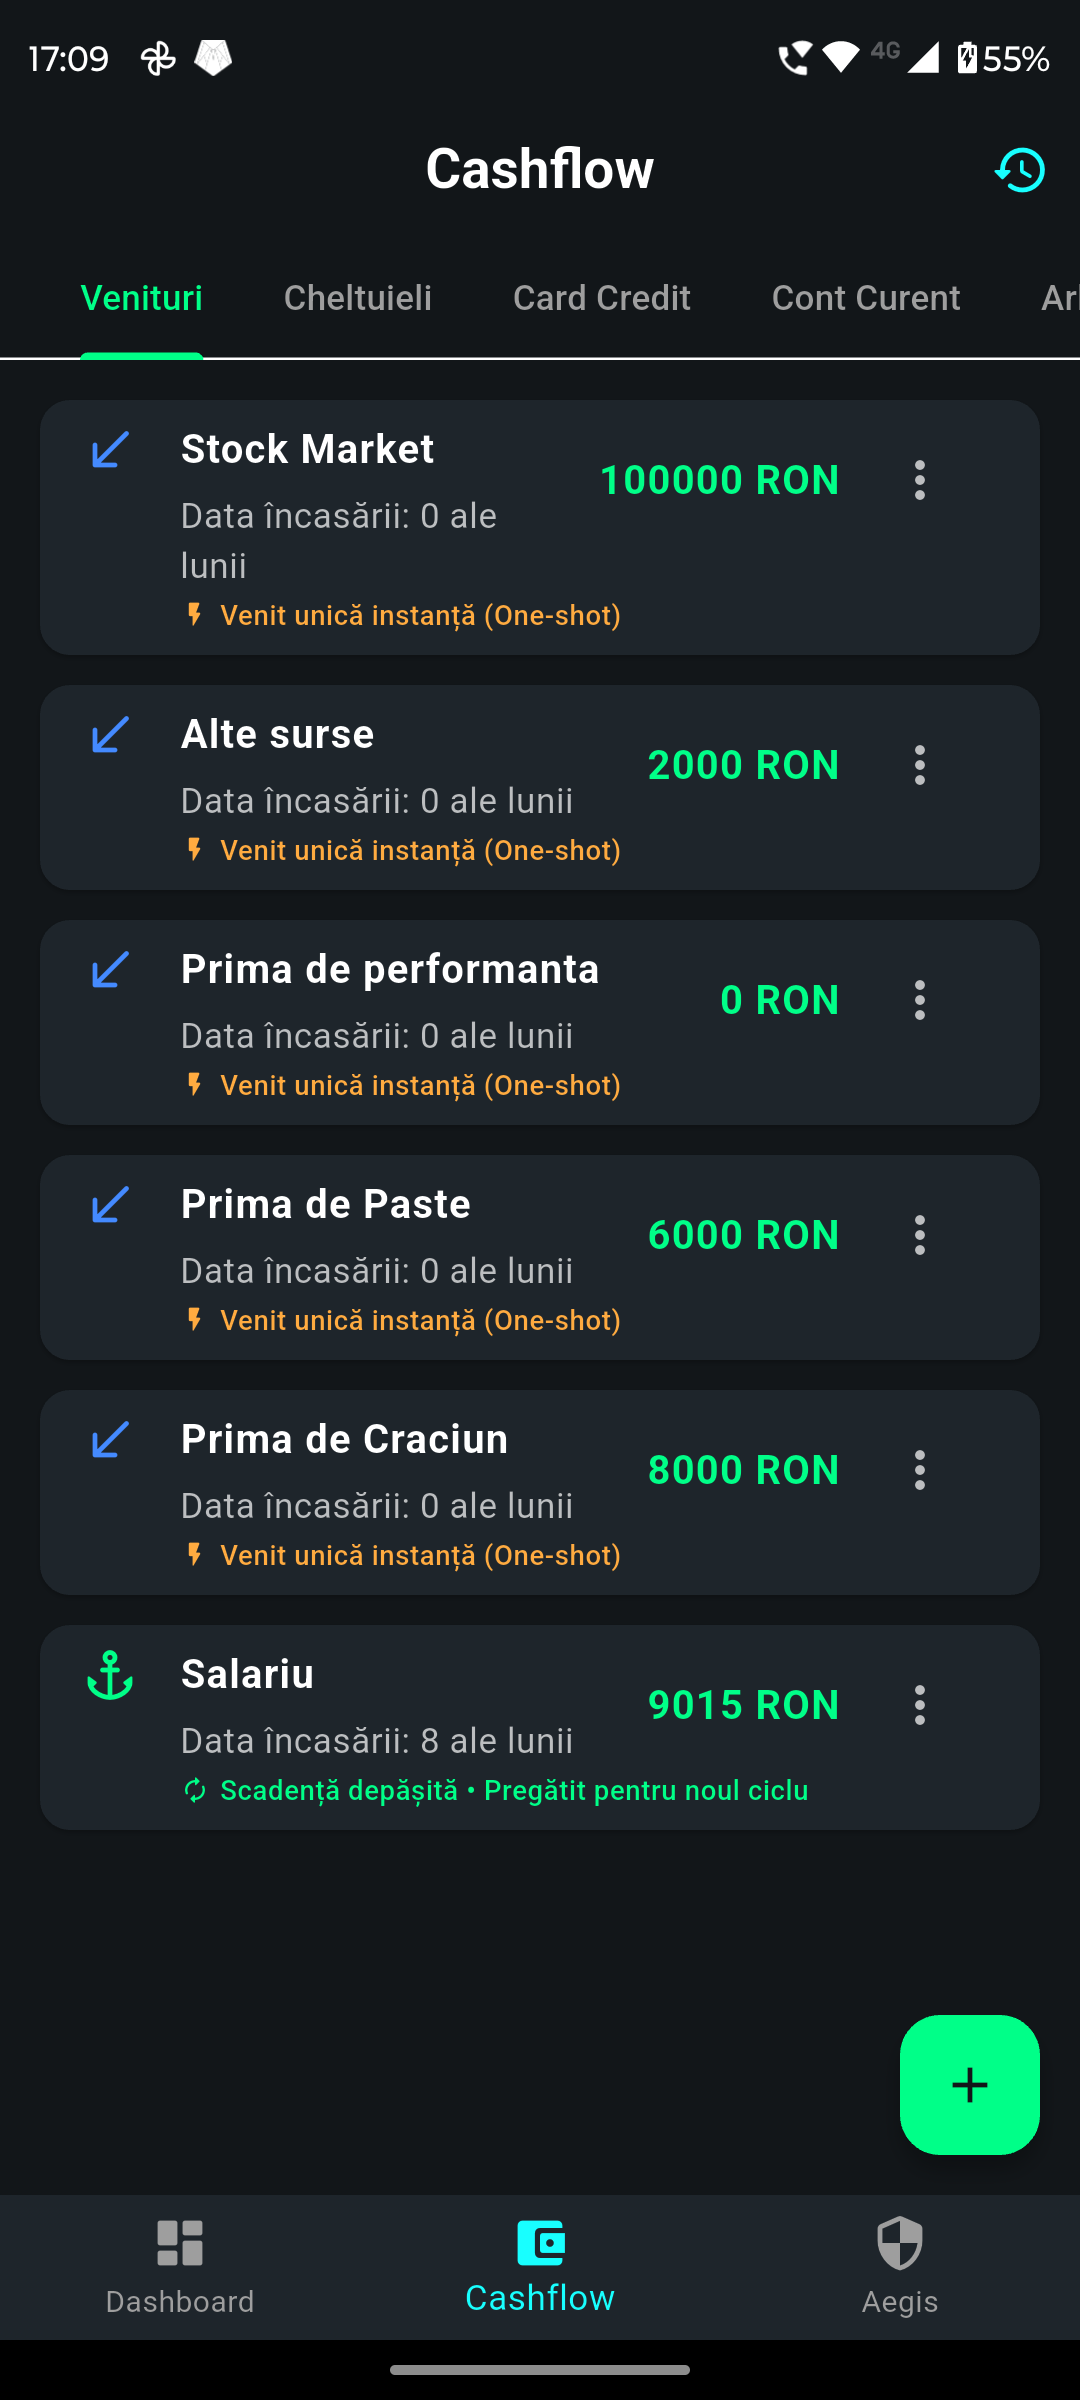 17:09
4G
55%
Cashflow
Venituri
Cheltuieli
Card Credit
Cont Curent
Stock Market
100000 RON
Data încasării: 0 ale
lunii
Venit unică instanță (One-shot)
Alte surse
2000 RON
Data încasării: 0 ale lunii
Venit unică instanță (One-shot)
Prima de performanta
0 RON
Data încasării: 0 ale lunii
Venit unică instanță (One-shot)
Prima de Paste
6000 RON
Data încasării: 0 ale lunii
Venit unică instanță (One-shot)
Prima de Craciun
8000 RON
Data încasării: 0 ale lunii
Venit unică instanță (One-shot)
Salariu
9015 RON
Data încasării: 8 ale lunii
Scadență depășită • Pregătit pentru noul ciclu
Dashboard
Cashflow
Aegis